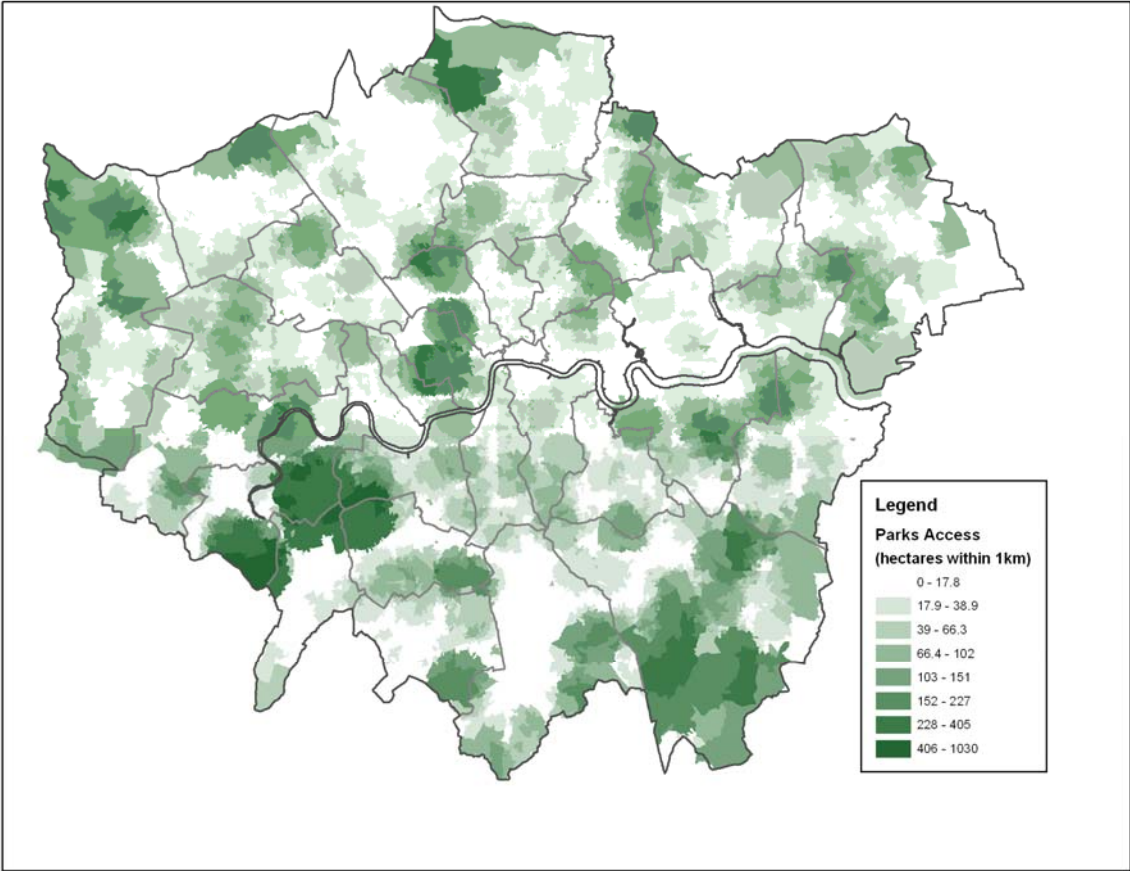 Legend
Parks Access
(hectares within 1km)
0 - 17.8
17.9 - 38.9
39 - 66.3
66.4 - 102
103 - 151
152 - 227
228 - 405
406 - 1030